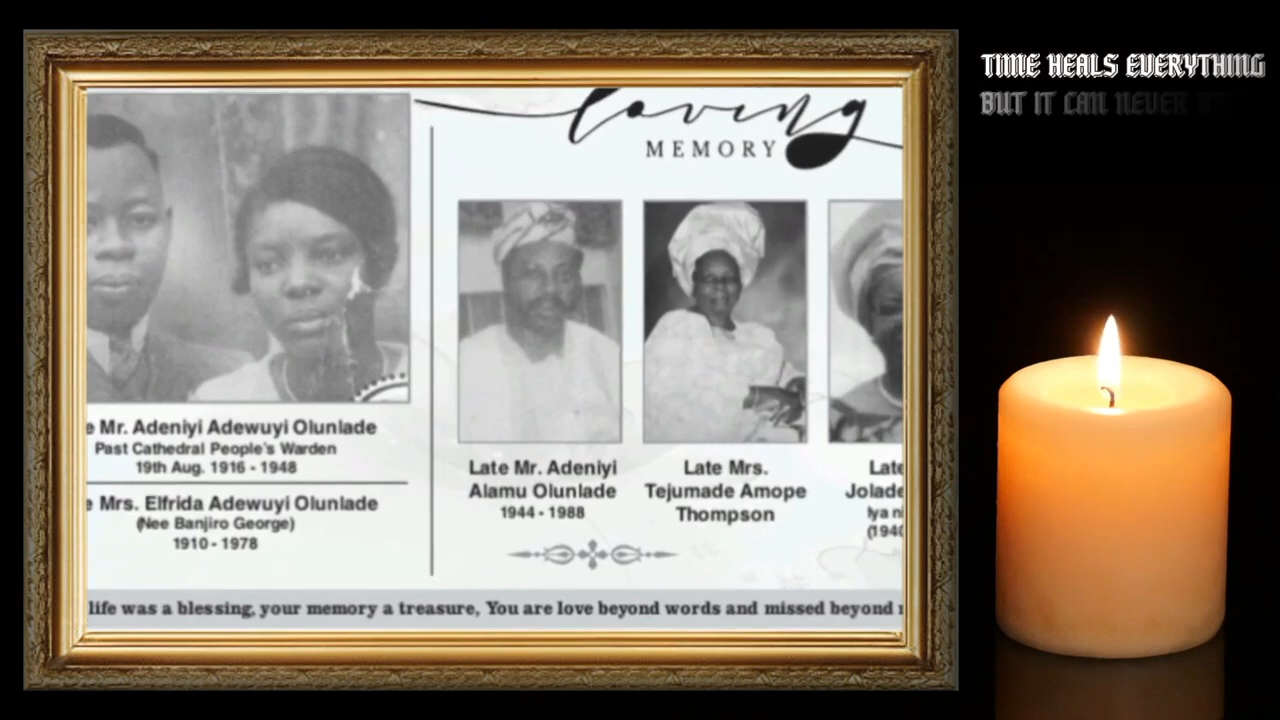 loving
MEMORY
e Mr. Adeniyi Adewuyi Olunlade
Past Cathedral People's Warden
19th Aug. 1916 - 1948
e Mrs. Elfrida Adewuyi Olunlade
(Nee Banjiro George)
1910 - 1978
Late Mr. Adeniyi
Alamu Olunlade
1944 - 1988
Late Mrs.
Tejumade Amope
Thompson
Late
Jolade
Iya ni
(1940
life was a blessing, your memory a treasure, You are love beyond words and missed beyond
TIME HEALS EVERYTHING
BUT IT CAN NEVER